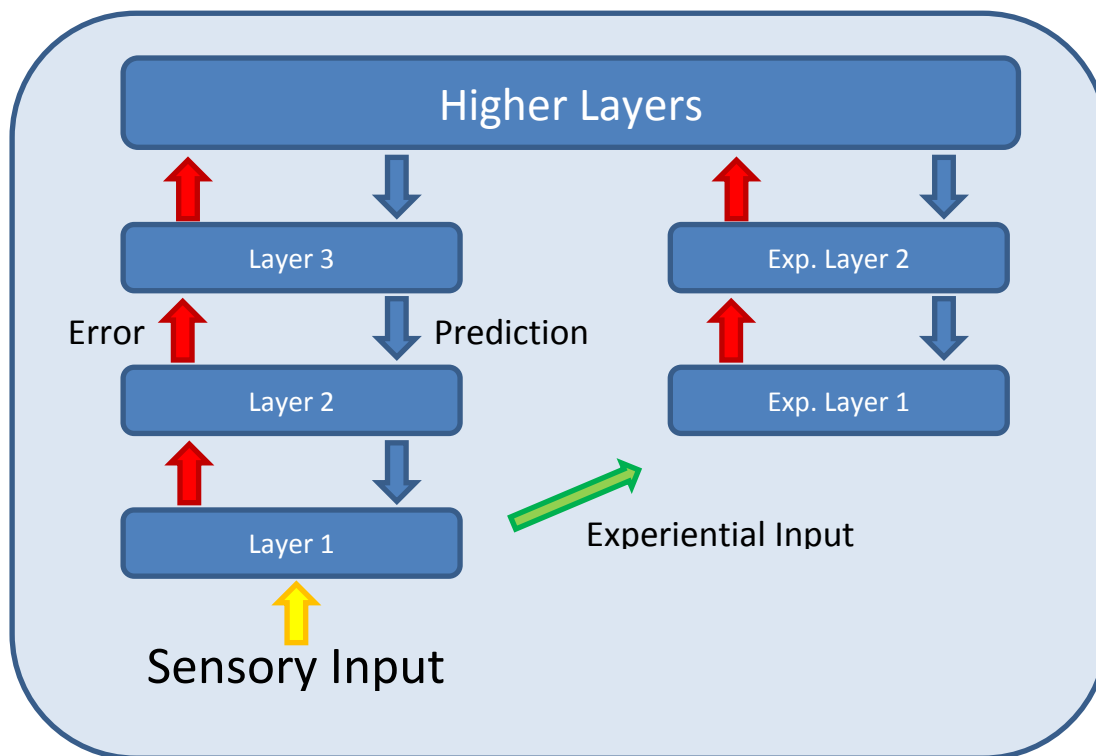 Higher Layers
Layer 3
Exp. Layer 2
Error
Prediction
Layer 2
Exp. Layer 1
Layer 1
Experiential Input
Sensory Input